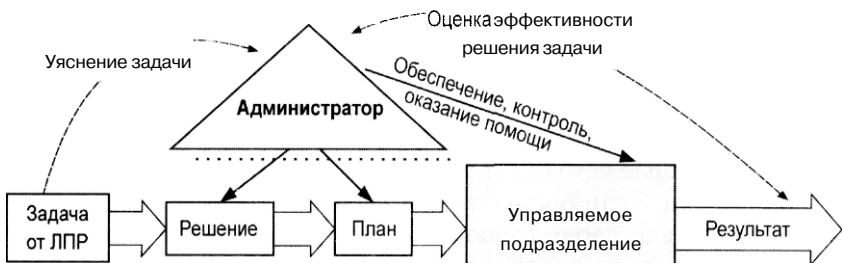 Оценка эффективности
решения задачи
Уяснение задачи
Администратор
Обеспечение, контроль,
оказание помощи
Задача
от ЛПР
Решение
План
Управляемое
подразделение
Результат